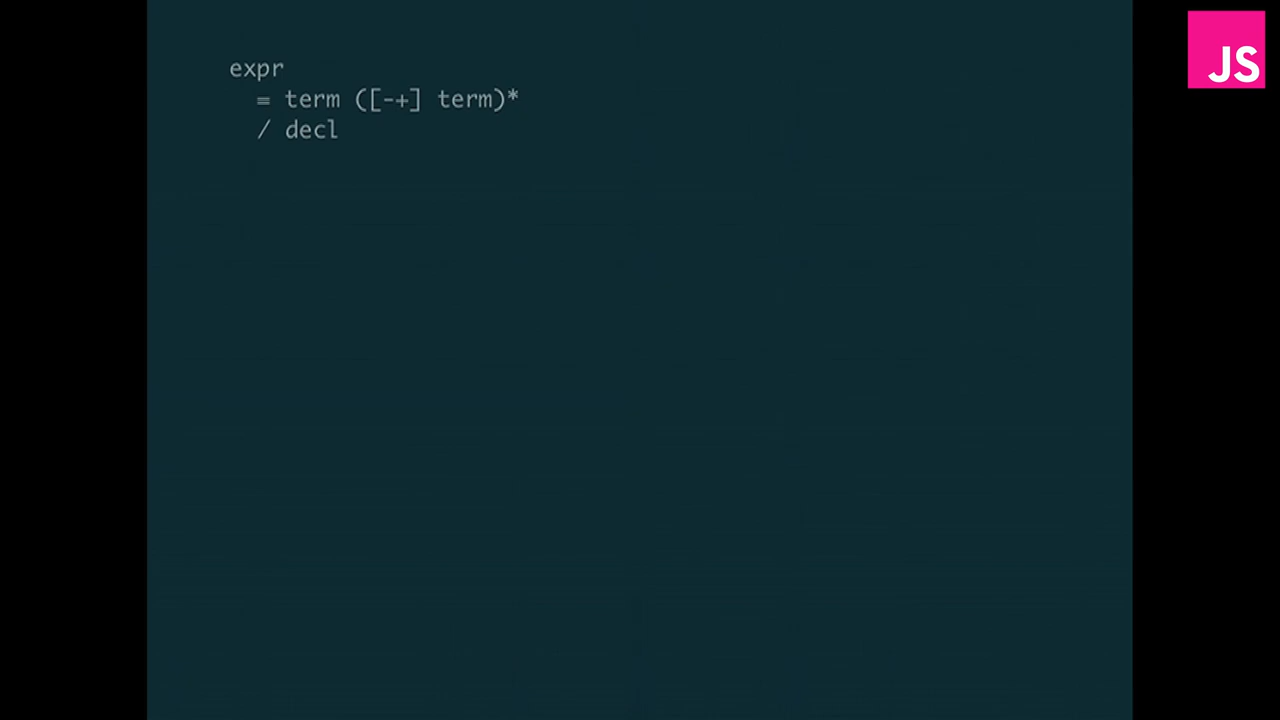 JS
expr
= term ([-+] term)*
/ decl